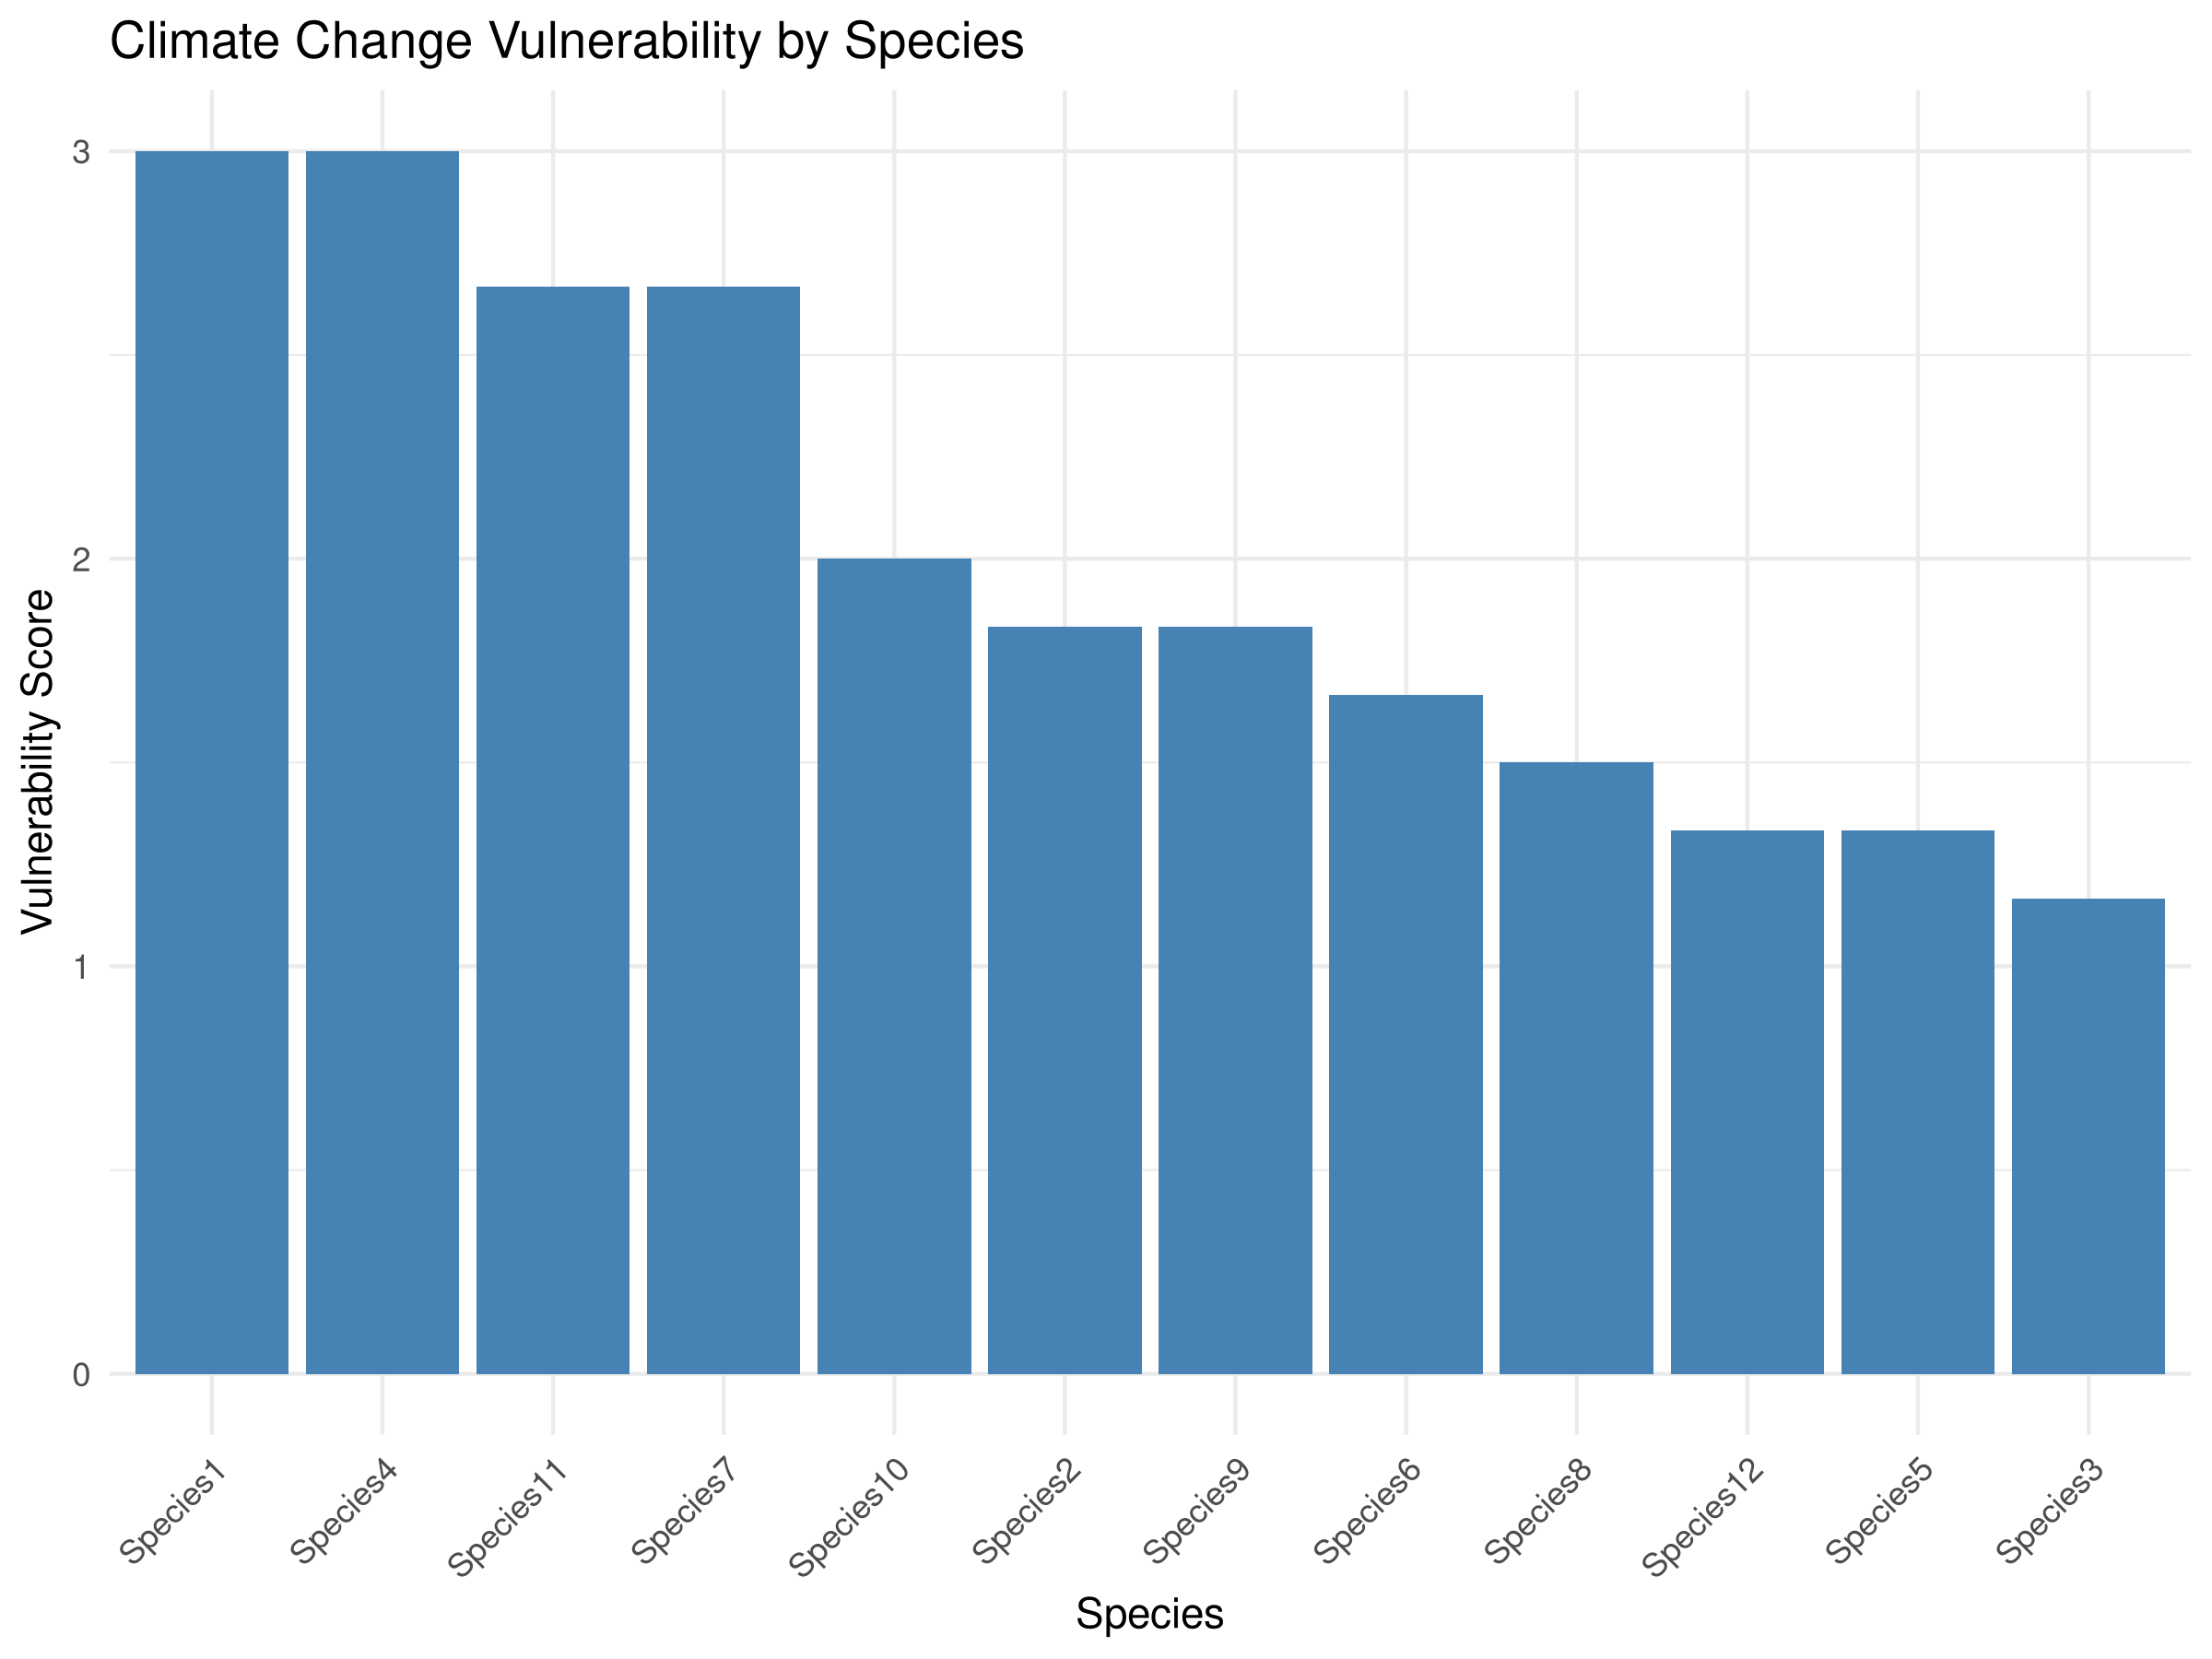 Climate Change Vulnerability by Species
Vulnerability Score
3
2
1
0
Species1
Species4
Species11
Species7
Species10
Species2
Species9
Species6
Species8
Species12
Species5
Species3
Species